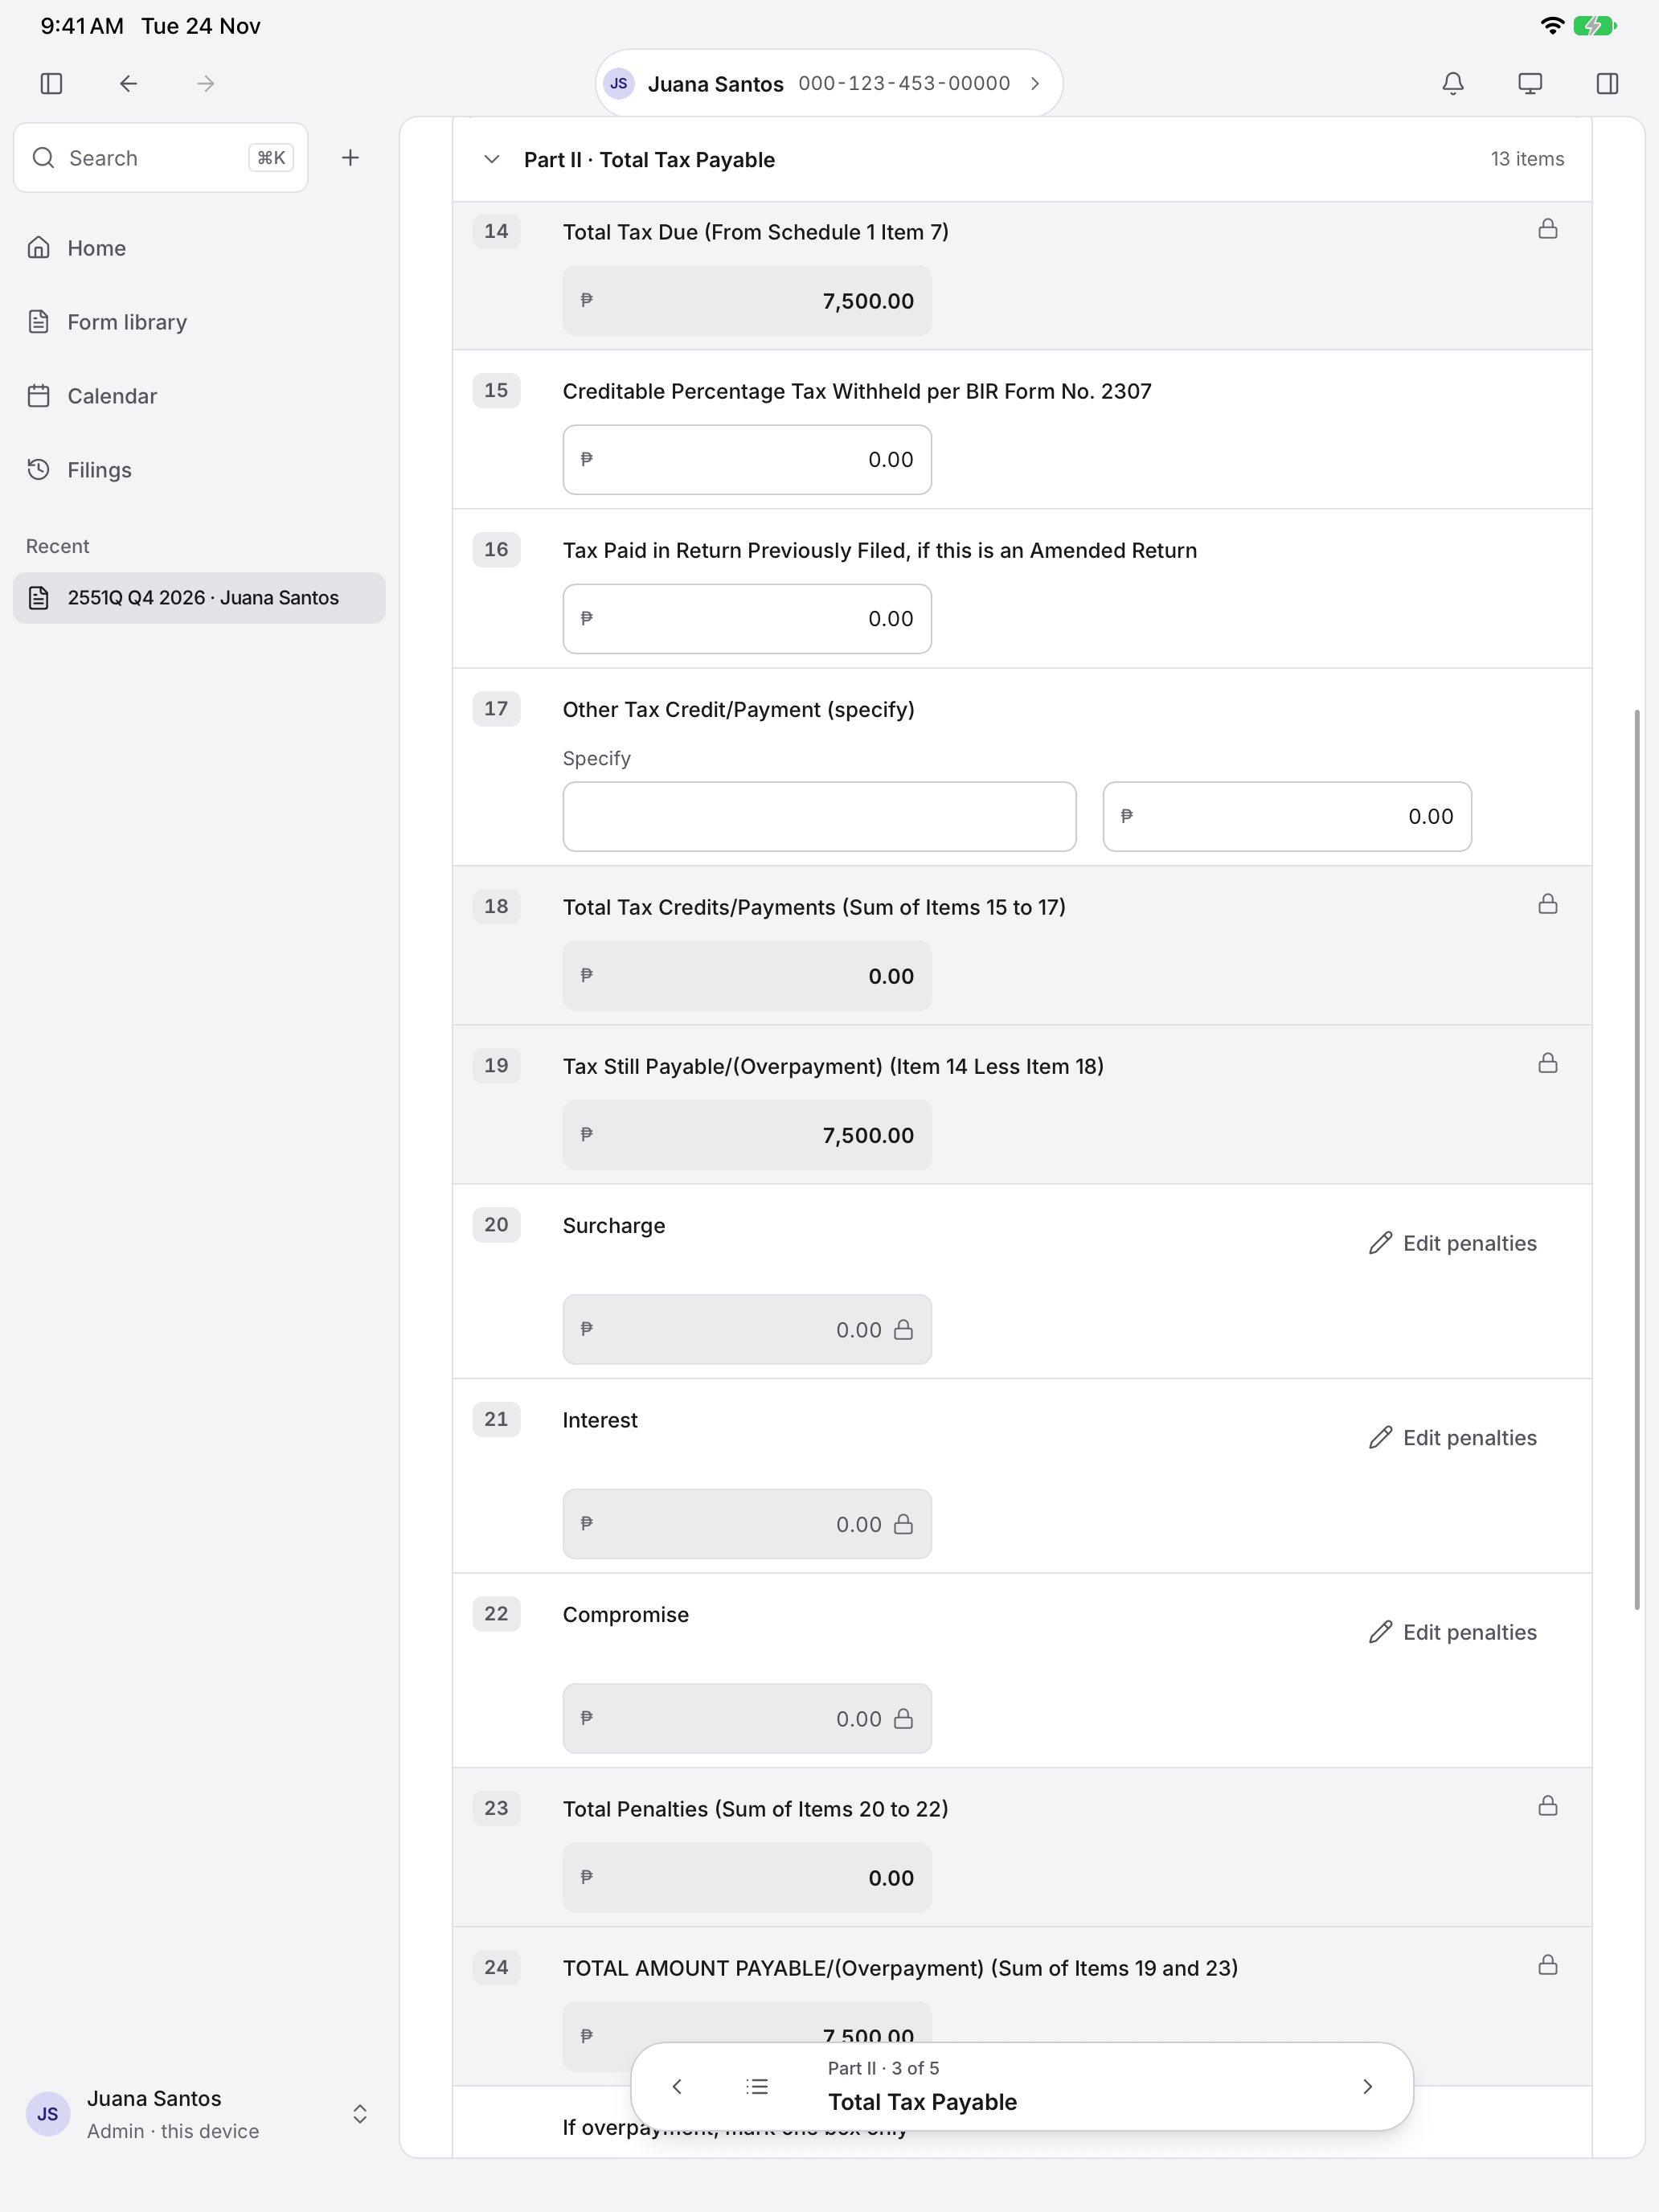 9:41 AM Tue 24 Nov
JS Juana Santos 000-123-453-00000
Search ⌘K
Home
Form library
Calendar
Filings
Recent
2551Q Q4 2026 · Juana Santos
Part II · Total Tax Payable 13 items
14 Total Tax Due (From Schedule 1 Item 7)
₱ 7,500.00
15 Creditable Percentage Tax Withheld per BIR Form No. 2307
₱ 0.00
16 Tax Paid in Return Previously Filed, if this is an Amended Return
₱ 0.00
17 Other Tax Credit/Payment (specify)
Specify
₱ 0.00
18 Total Tax Credits/Payments (Sum of Items 15 to 17)
₱ 0.00
19 Tax Still Payable/(Overpayment) (Item 14 Less Item 18)
₱ 7,500.00
20 Surcharge
Edit penalties
₱ 0.00
21 Interest
Edit penalties
₱ 0.00
22 Compromise
Edit penalties
₱ 0.00
23 Total Penalties (Sum of Items 20 to 22)
₱ 0.00
24 TOTAL AMOUNT PAYABLE/(Overpayment) (Sum of Items 19 and 23)
₱ 7,500.00
Part II · 3 of 5
Total Tax Payable
If overpayment, mark one box only
JS Juana Santos
Admin · this device